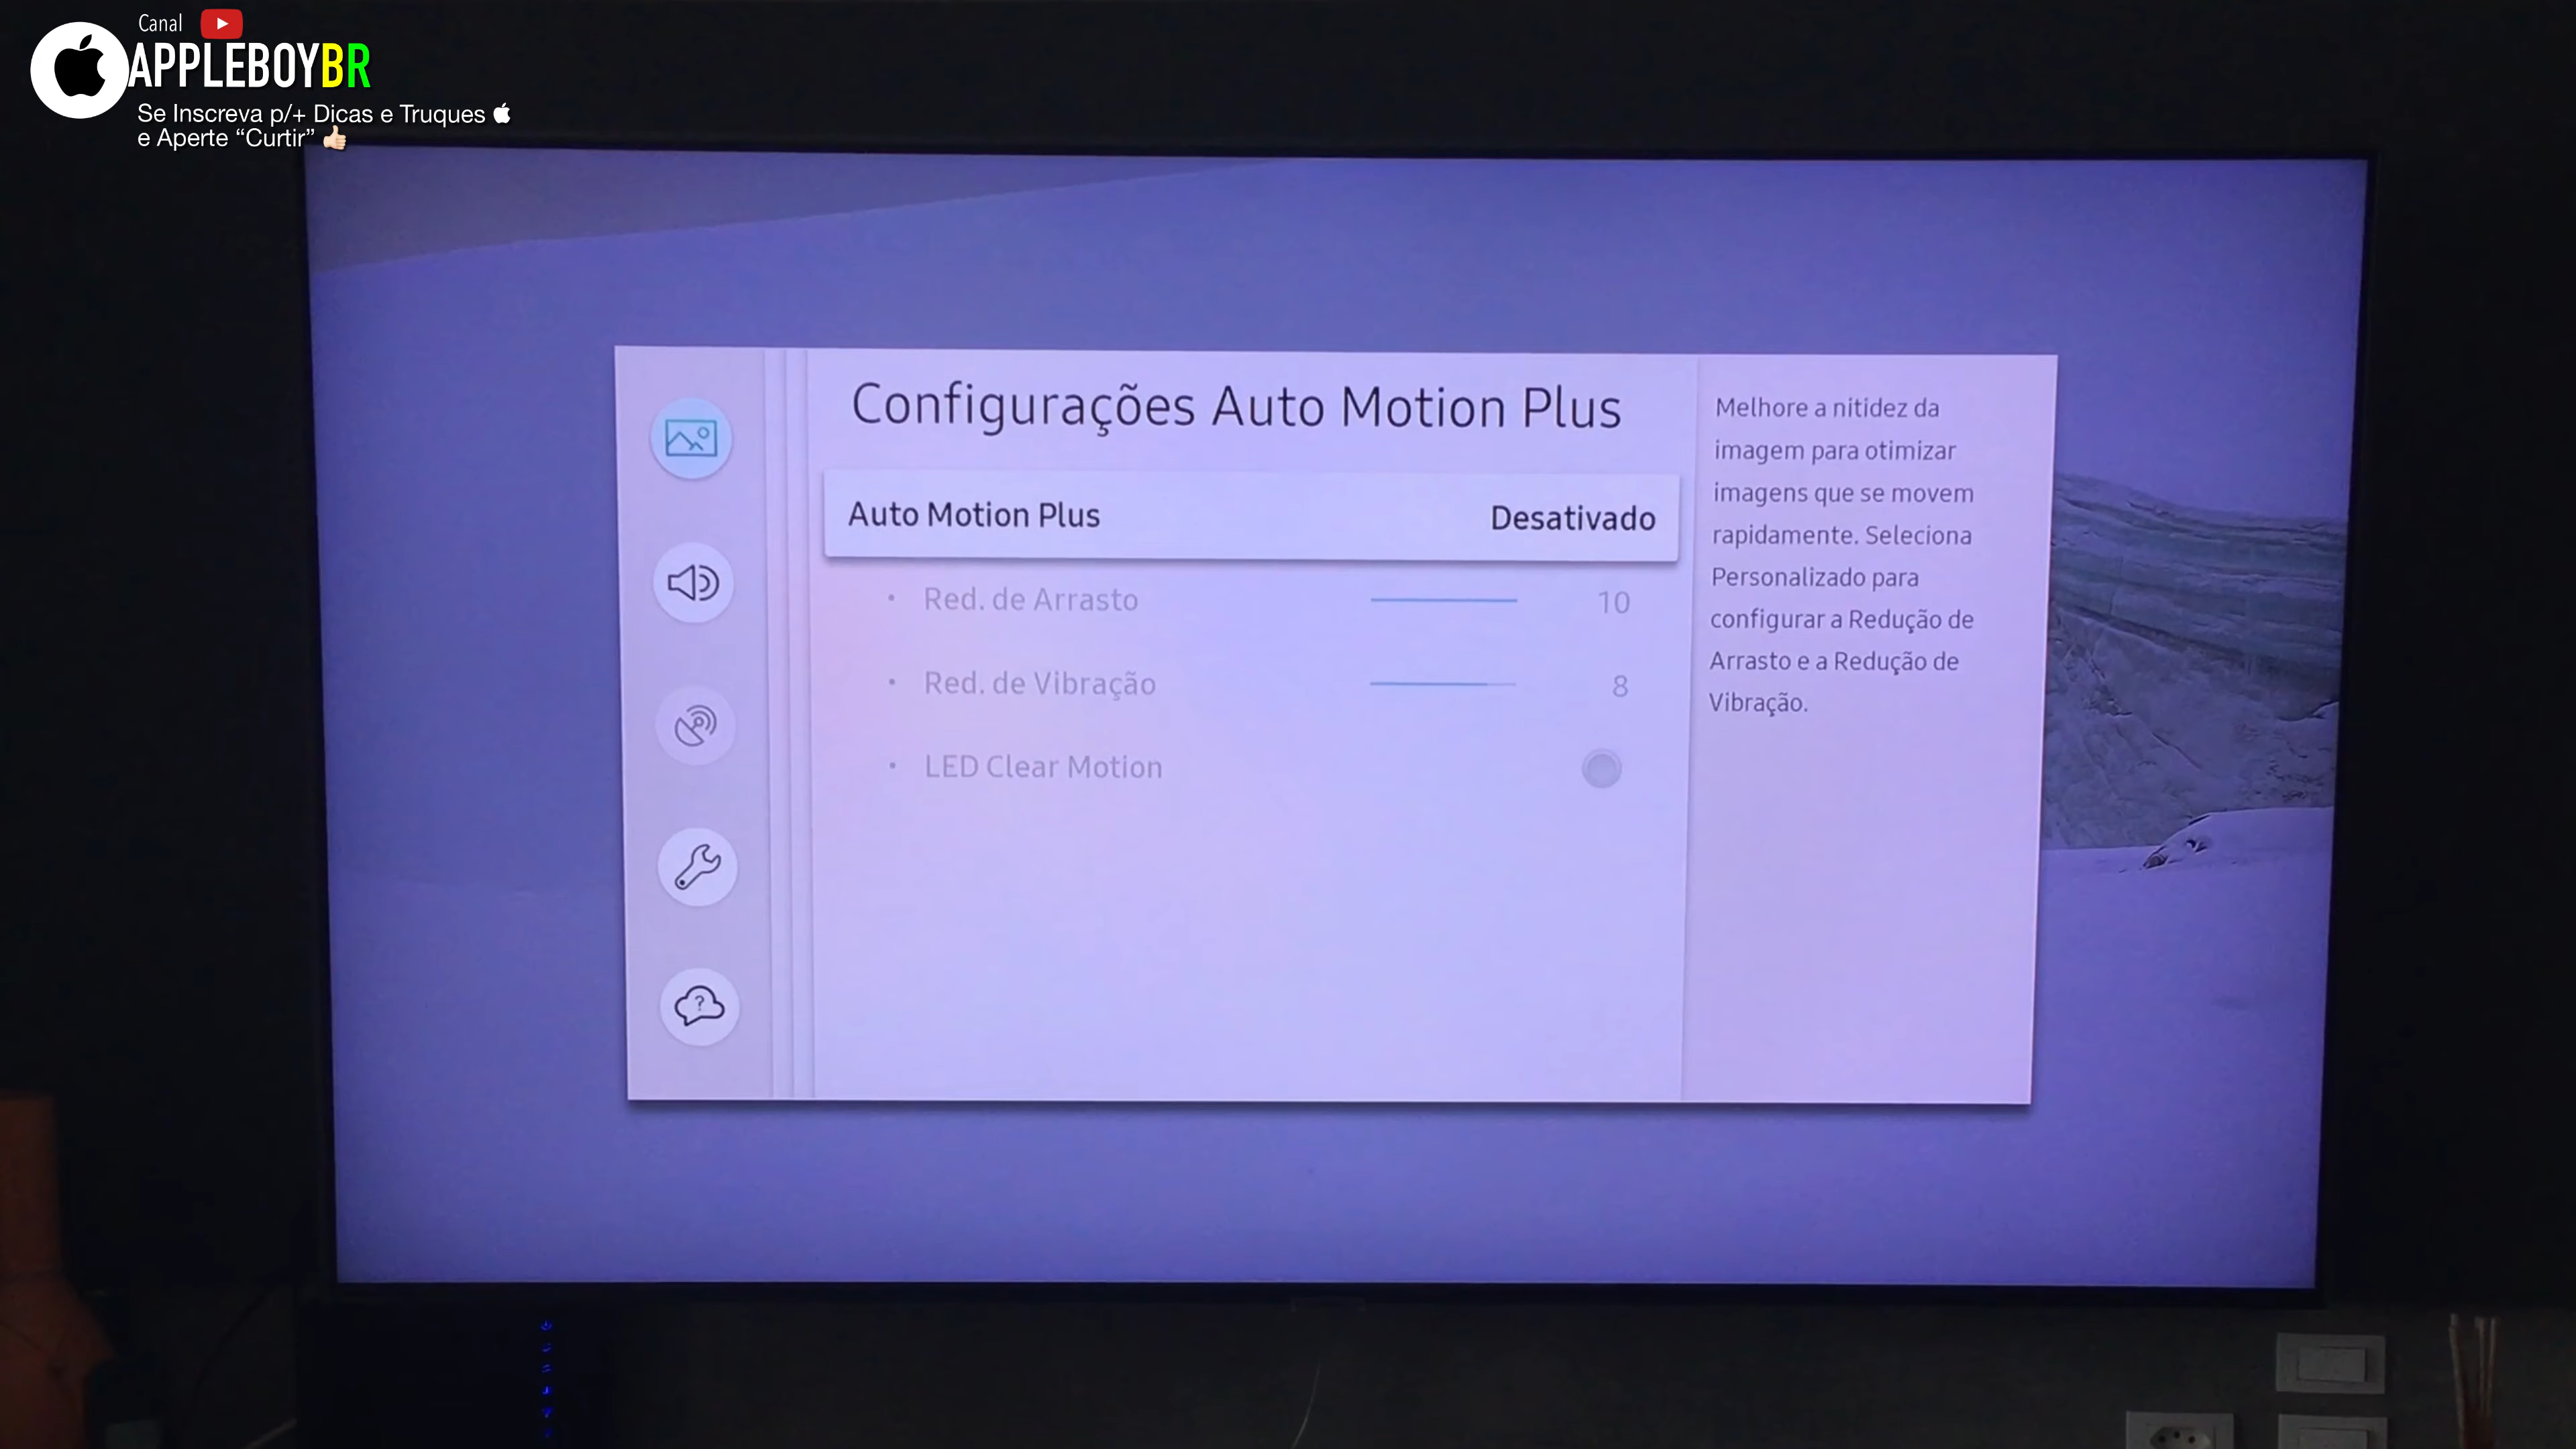 Canal
APPLEBOYBR
Se Inscreva p/+ Dicas e Truques
e Aperte “Curtir”
Configurações Auto Motion Plus
Auto Motion Plus Desativado
• Red. de Arrasto 10
• Red. de Vibração 8
• LED Clear Motion
Melhore a nitidez da
imagem para otimizar
imagens que se movem
rapidamente. Seleciona
Personalizado para
configurar a Redução de
Arrasto e a Redução de
Vibração.
?